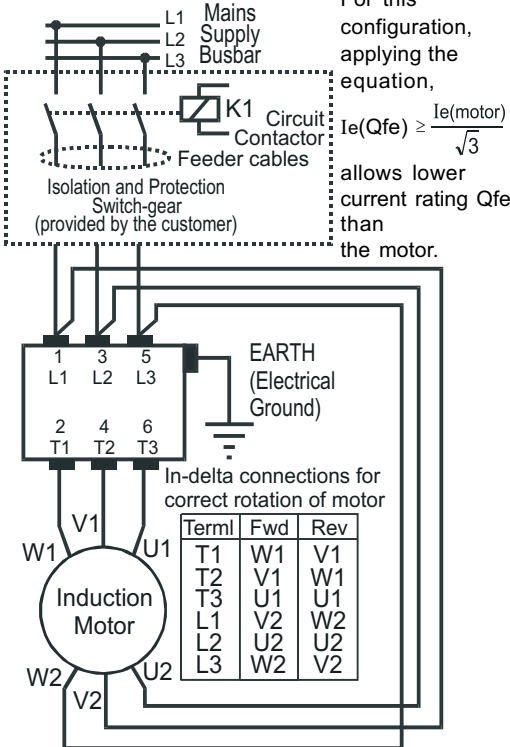 L1 Mains
L2 Supply
L3 Busbar
For this
configuration,
applying the
equation,
Ie(Qfe) ≥ Ie(motor)/√3
allows lower
current rating Qfe
than
the motor.
K1 Circuit
Contactor
Feeder cables
Isolation and Protection
Switch-gear
(provided by the customer)
1 3 5
L1 L2 L3
EARTH
(Electrical
Ground)
2 4 6
T1 T2 T3
In-delta connections for
correct rotation of motor
Terml Fwd Rev
T1 W1 V1
T2 V1 W1
T3 U1 U1
L1 V2 W2
L2 U2 U2
L3 W2 V2
V1
W1 U1
Induction
Motor
W2 U2
V2